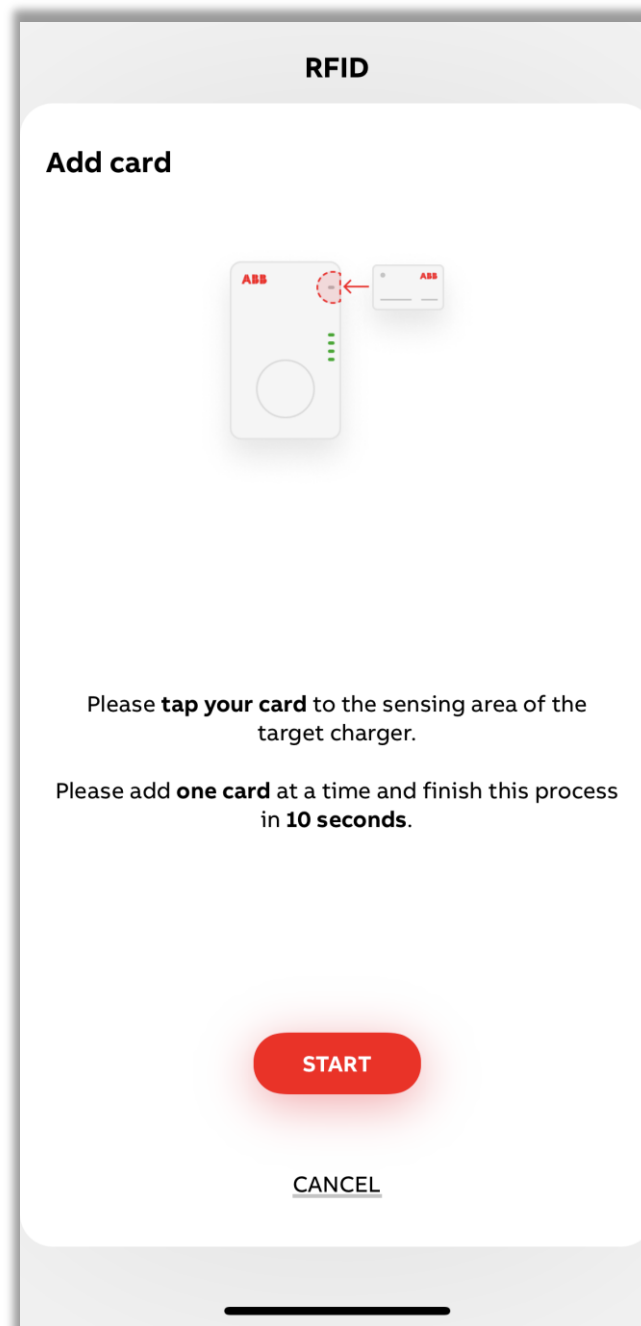 RFID
Add card
ABB
ABB
Please tap your card to the sensing area of the
target charger.
Please add one card at a time and finish this process
in 10 seconds.
START
CANCEL